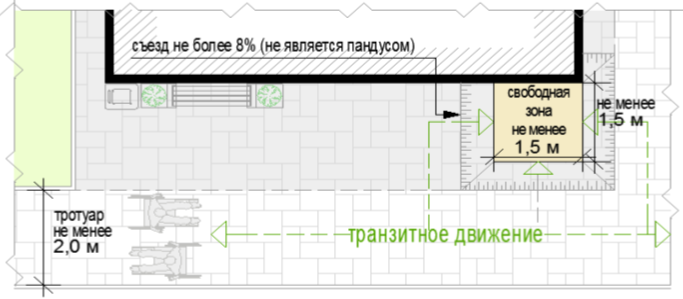 съезд не более 8% (не является пандусом)
свободная
зона
не менее
1,5 м
не менее
1,5 м
тротуар
не менее
2,0 м
транзитное движение